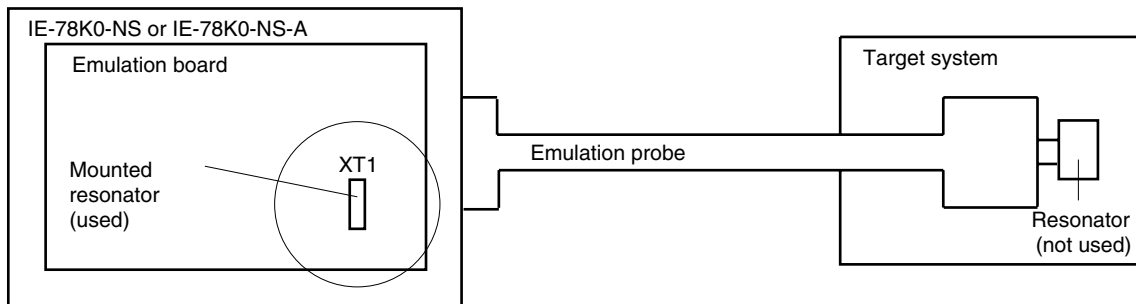 IE-78K0-NS or IE-78K0-NS-A
Emulation board
Target system
XT1
Emulation probe
Mounted
resonator
(used)
Resonator
(not used)